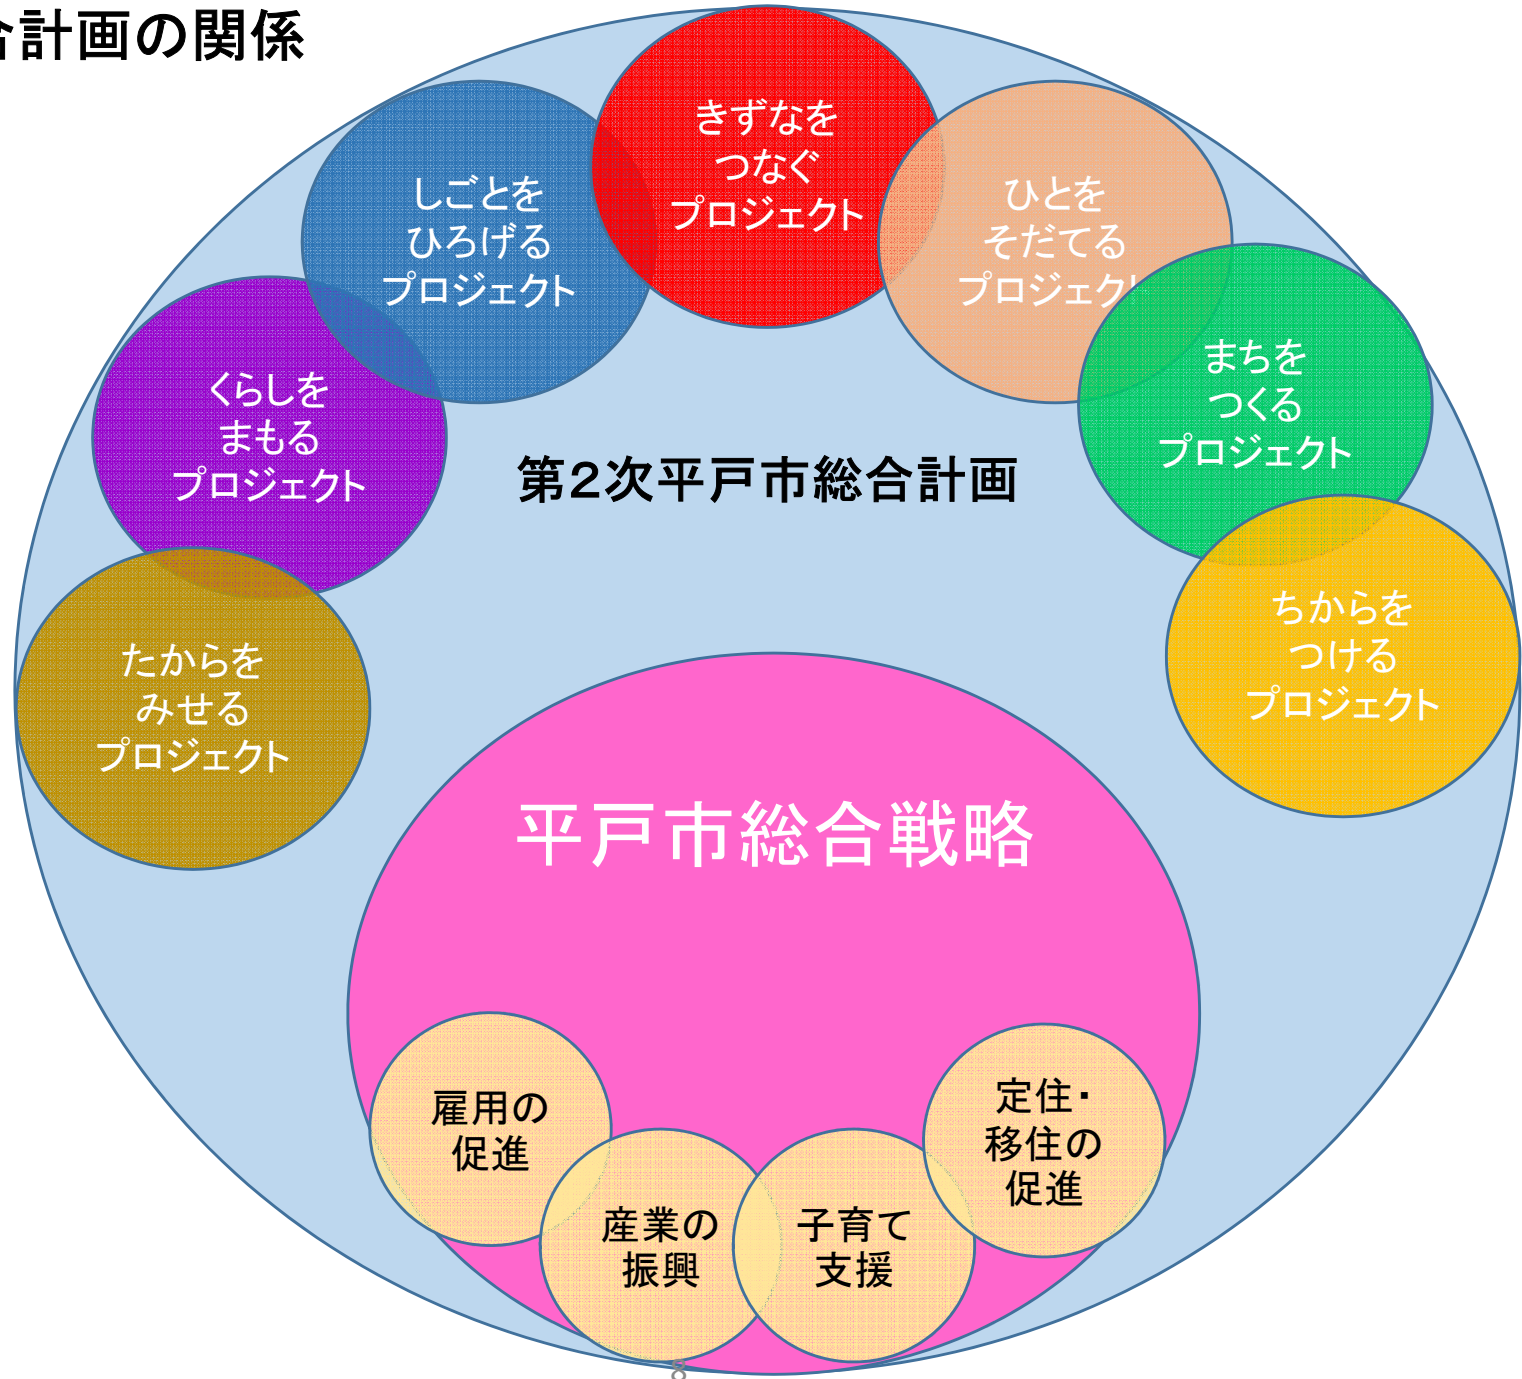 合計画の関係
きずなを
つなぐ
プロジェクト
しごとを
ひろげる
プロジェクト
ひとを
そだてる
プロジェク
くらしを
まもる
プロジェクト
まちを
つくる
プロジェクト
第2次平戸市総合計画
たからを
みせる
プロジェクト
ちからを
つける
プロジェクト
平戸市総合戦略
雇用の
促進
産業の
振興
子育て
支援
定住・
移住の
促進
8